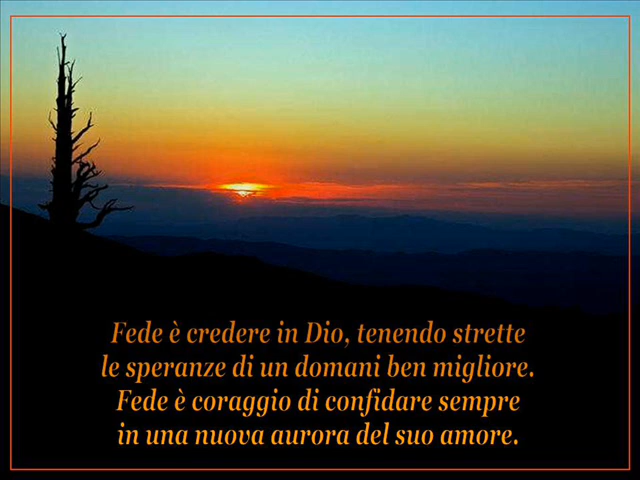 Fede è credere in Dio, tenendo strette
le speranze di un domani ben migliore.
Fede è coraggio di confidare sempre
in una nuova aurora del suo amore.